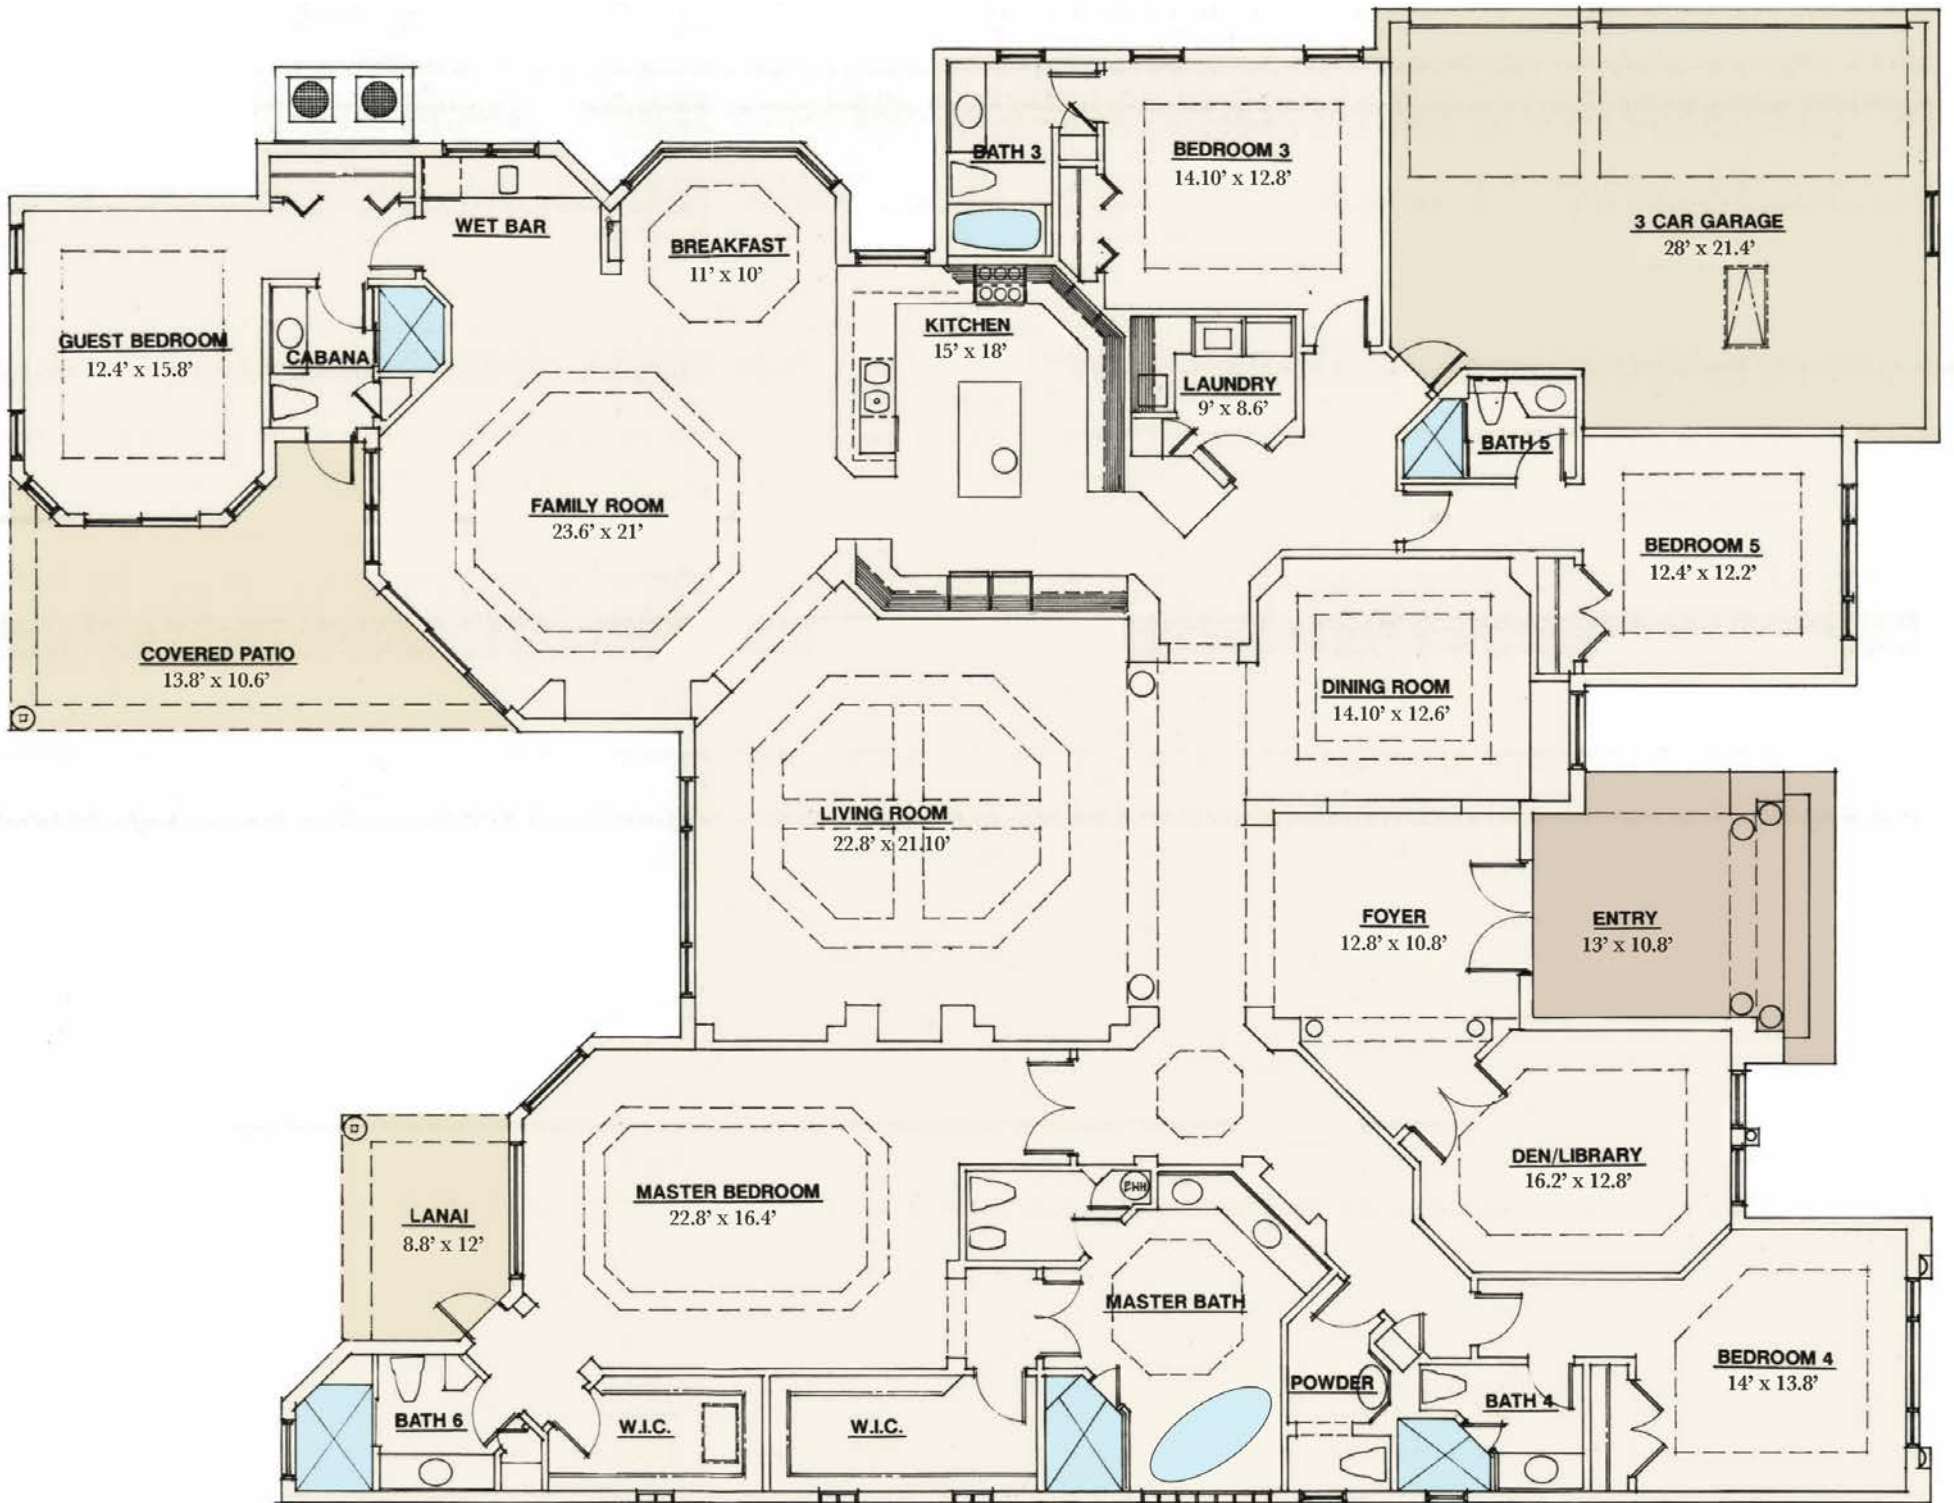 BATH 3
BEDROOM 3
14.10' x 12.8'
3 CAR GARAGE
28' x 21.4'
WET BAR
BREAKFAST
11' x 10'
GUEST BEDROOM
12.4' x 15.8'
CABANA
KITCHEN
15' x 18'
LAUNDRY
9' x 8.6'
BATH 5
FAMILY ROOM
23.6' x 21'
BEDROOM 5
12.4' x 12.2'
COVERED PATIO
13.8' x 10.6'
DINING ROOM
14.10' x 12.6'
LIVING ROOM
22.8' x 21.10'
FOYER
12.8' x 10.8'
ENTRY
13' x 10.8'
DEN/LIBRARY
16.2' x 12.8'
EWH
MASTER BEDROOM
22.8' x 16.4'
LANAI
8.8' x 12'
MASTER BATH
BEDROOM 4
14' x 13.8'
POWDER
BATH 4
BATH 6
W.I.C.
W.I.C.